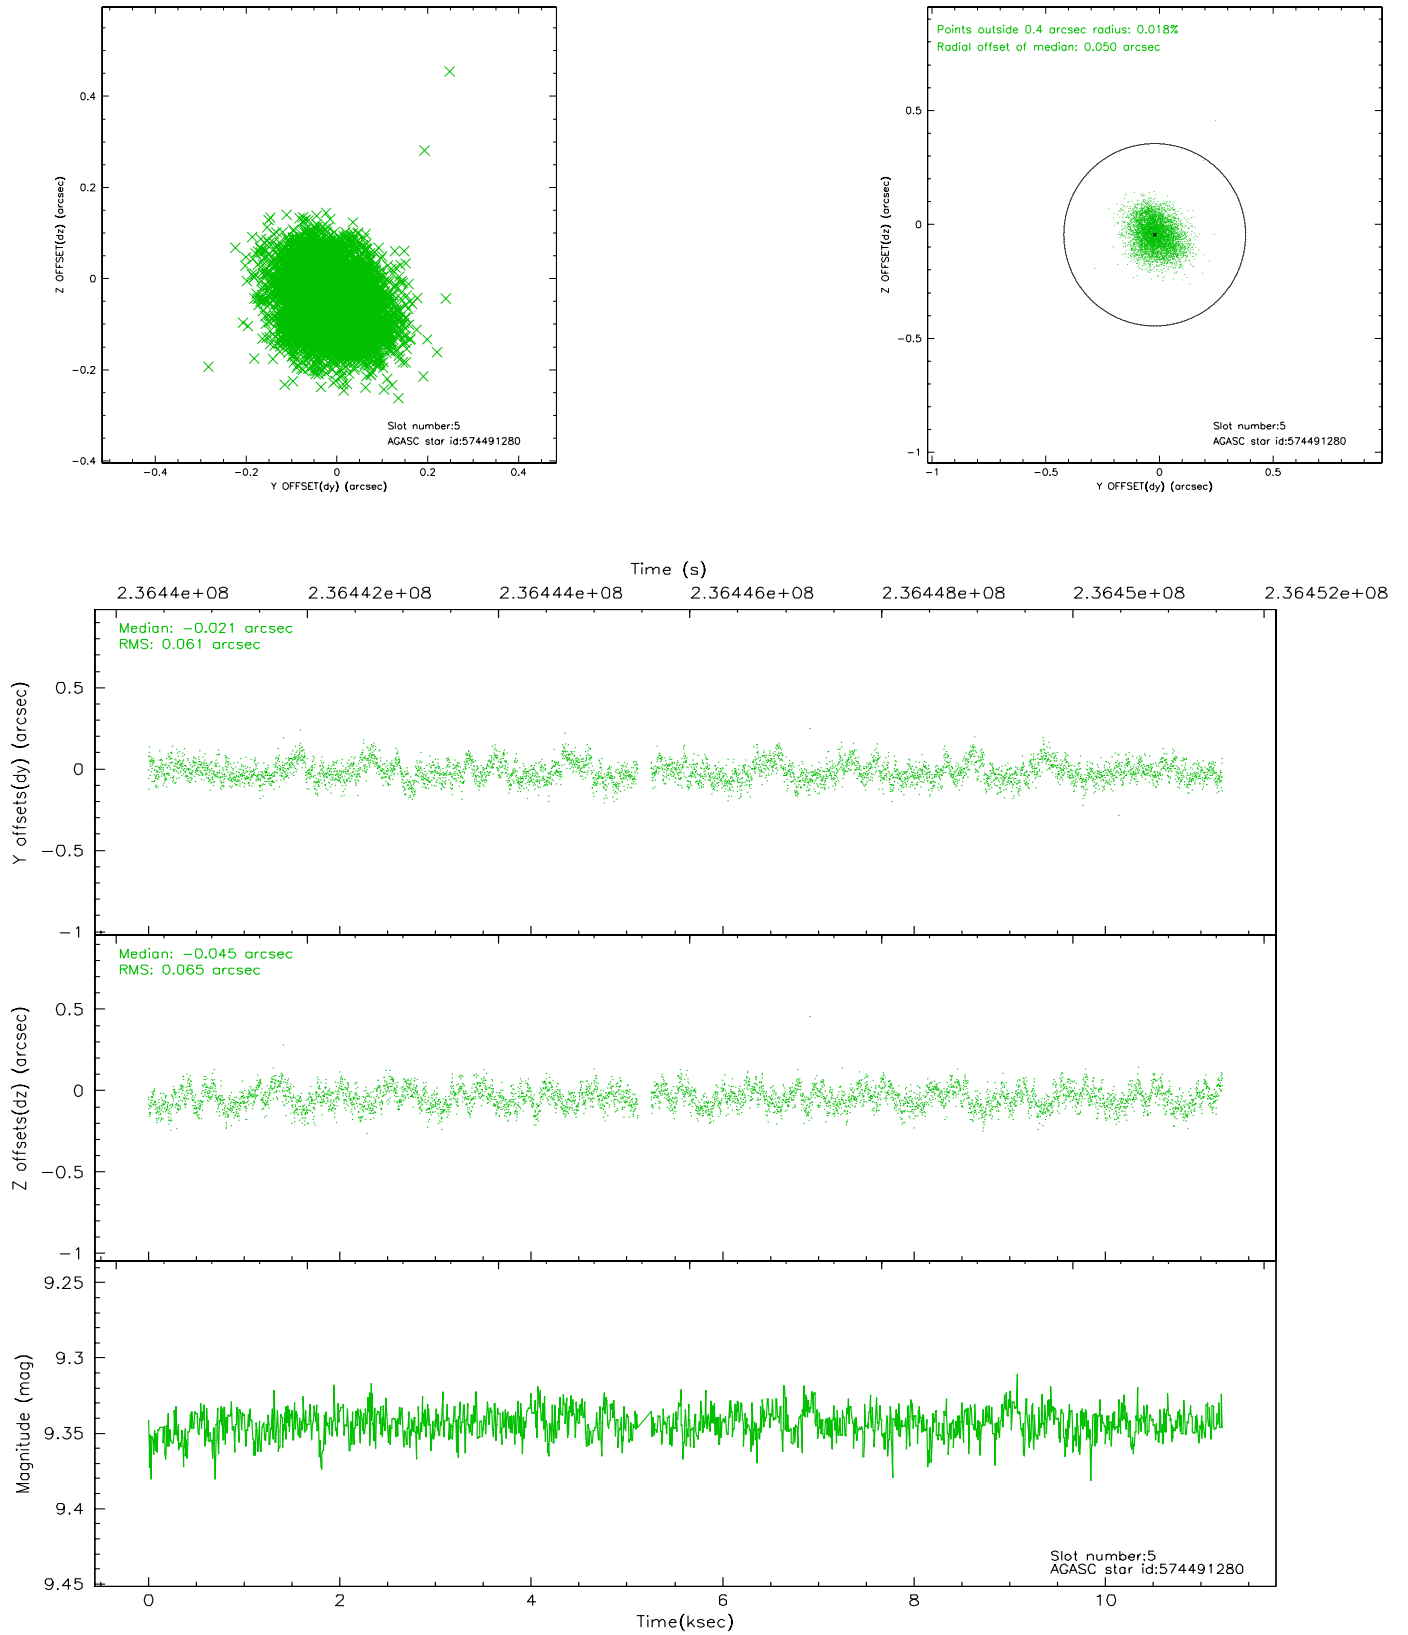 0.4
0.2
0
−0.2
−0.4
Z OFFSET(dz) (arcsec)
Slot number:5
AGASC star id:574491280
−0.4
−0.2
0
0.2
0.4
Y OFFSET(dy) (arcsec)
Points outside 0.4 arcsec radius: 0.018%
Radial offset of median: 0.050 arcsec
0.5
0
−0.5
−1
Z OFFSET(dz) (arcsec)
Slot number:5
AGASC star id:574491280
−1
−0.5
0
0.5
Y OFFSET(dy) (arcsec)
Time (s)
2.3644e+08
2.36442e+08
2.36444e+08
2.36446e+08
2.36448e+08
2.3645e+08
2.36452e+08
Median: −0.021 arcsec
RMS: 0.061 arcsec
0.5
0
−0.5
−1
Y offsets(dy) (arcsec)
Median: −0.045 arcsec
RMS: 0.065 arcsec
0.5
0
−0.5
−1
Z offsets(dz) (arcsec)
9.25
9.3
9.35
9.4
9.45
Magnitude (mag)
Slot number:5
AGASC star id:574491280
0
2
4
6
8
10
Time(ksec)